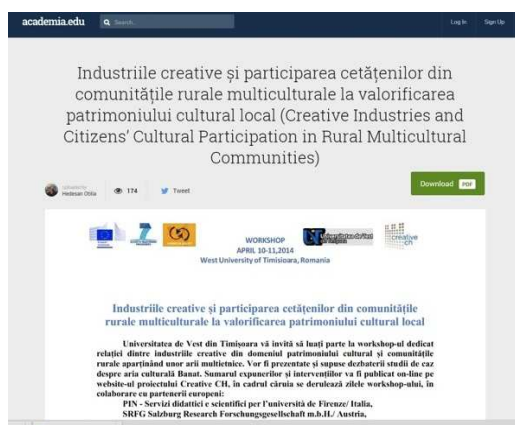 academia.edu
Search...
Log In
Sign Up
Industriile creative și participarea cetățenilor din
comunitățile rurale multiculturale la valorificarea
patrimoniului cultural local (Creative Industries and
Citizens' Cultural Participation in Rural Multicultural
Communities)
Hedesan Otilia
174
Tweet
Download PDF
WORKSHOP
APRIL 10-11,2014
West University of Timisioara, Romania
Universitatea de Vest
creative
CH
Industriile creative și participarea cetățenilor din comunitățile
rurale multiculturale la valorificarea patrimoniului cultural local
Universitatea de Vest din Timișoara vă invită să luați parte la workshop-ul dedicat
relației dintre industriile creative din domeniul patrimoniului cultural și comunitățile
rurale aparținând unor arii multietnice. Vor fi prezentate și supuse dezbaterii studii de caz
despre aria culturală Banat. Sumarul expunerilor și intervențiilor va fi publicat on-line pe
website-ul proiectului Creative CH, în cadrul căruia se derulează zilele workshop-ului, în
colaborare cu partenerii europeni:
PIN - Servizi didattici e scientifici per l'università di Firenze/ Italia,
SRFG Salzburg Research Forschungsgesellschaft m.b.H./ Austria,